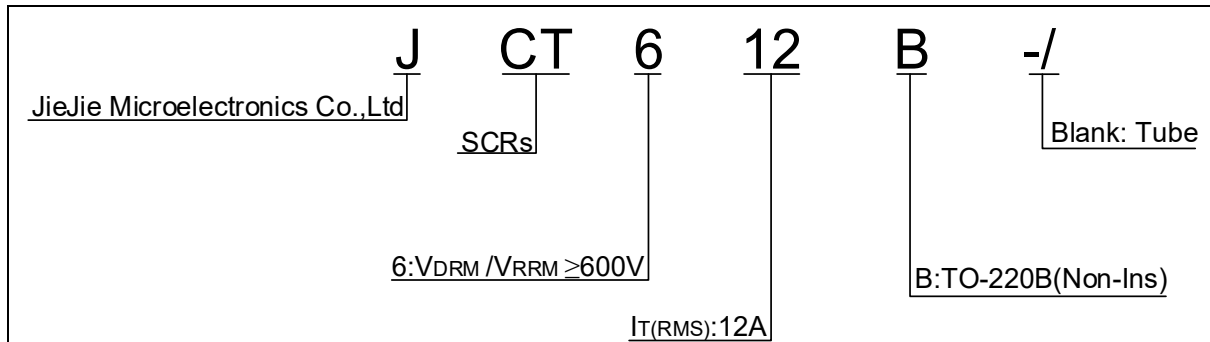 J CT 6 12 B -/
JieJie Microelectronics Co.,Ltd
SCRs
Blank: Tube
6:VDRM /VRRM ≥600V
B:TO-220B(Non-Ins)
IT(RMS):12A